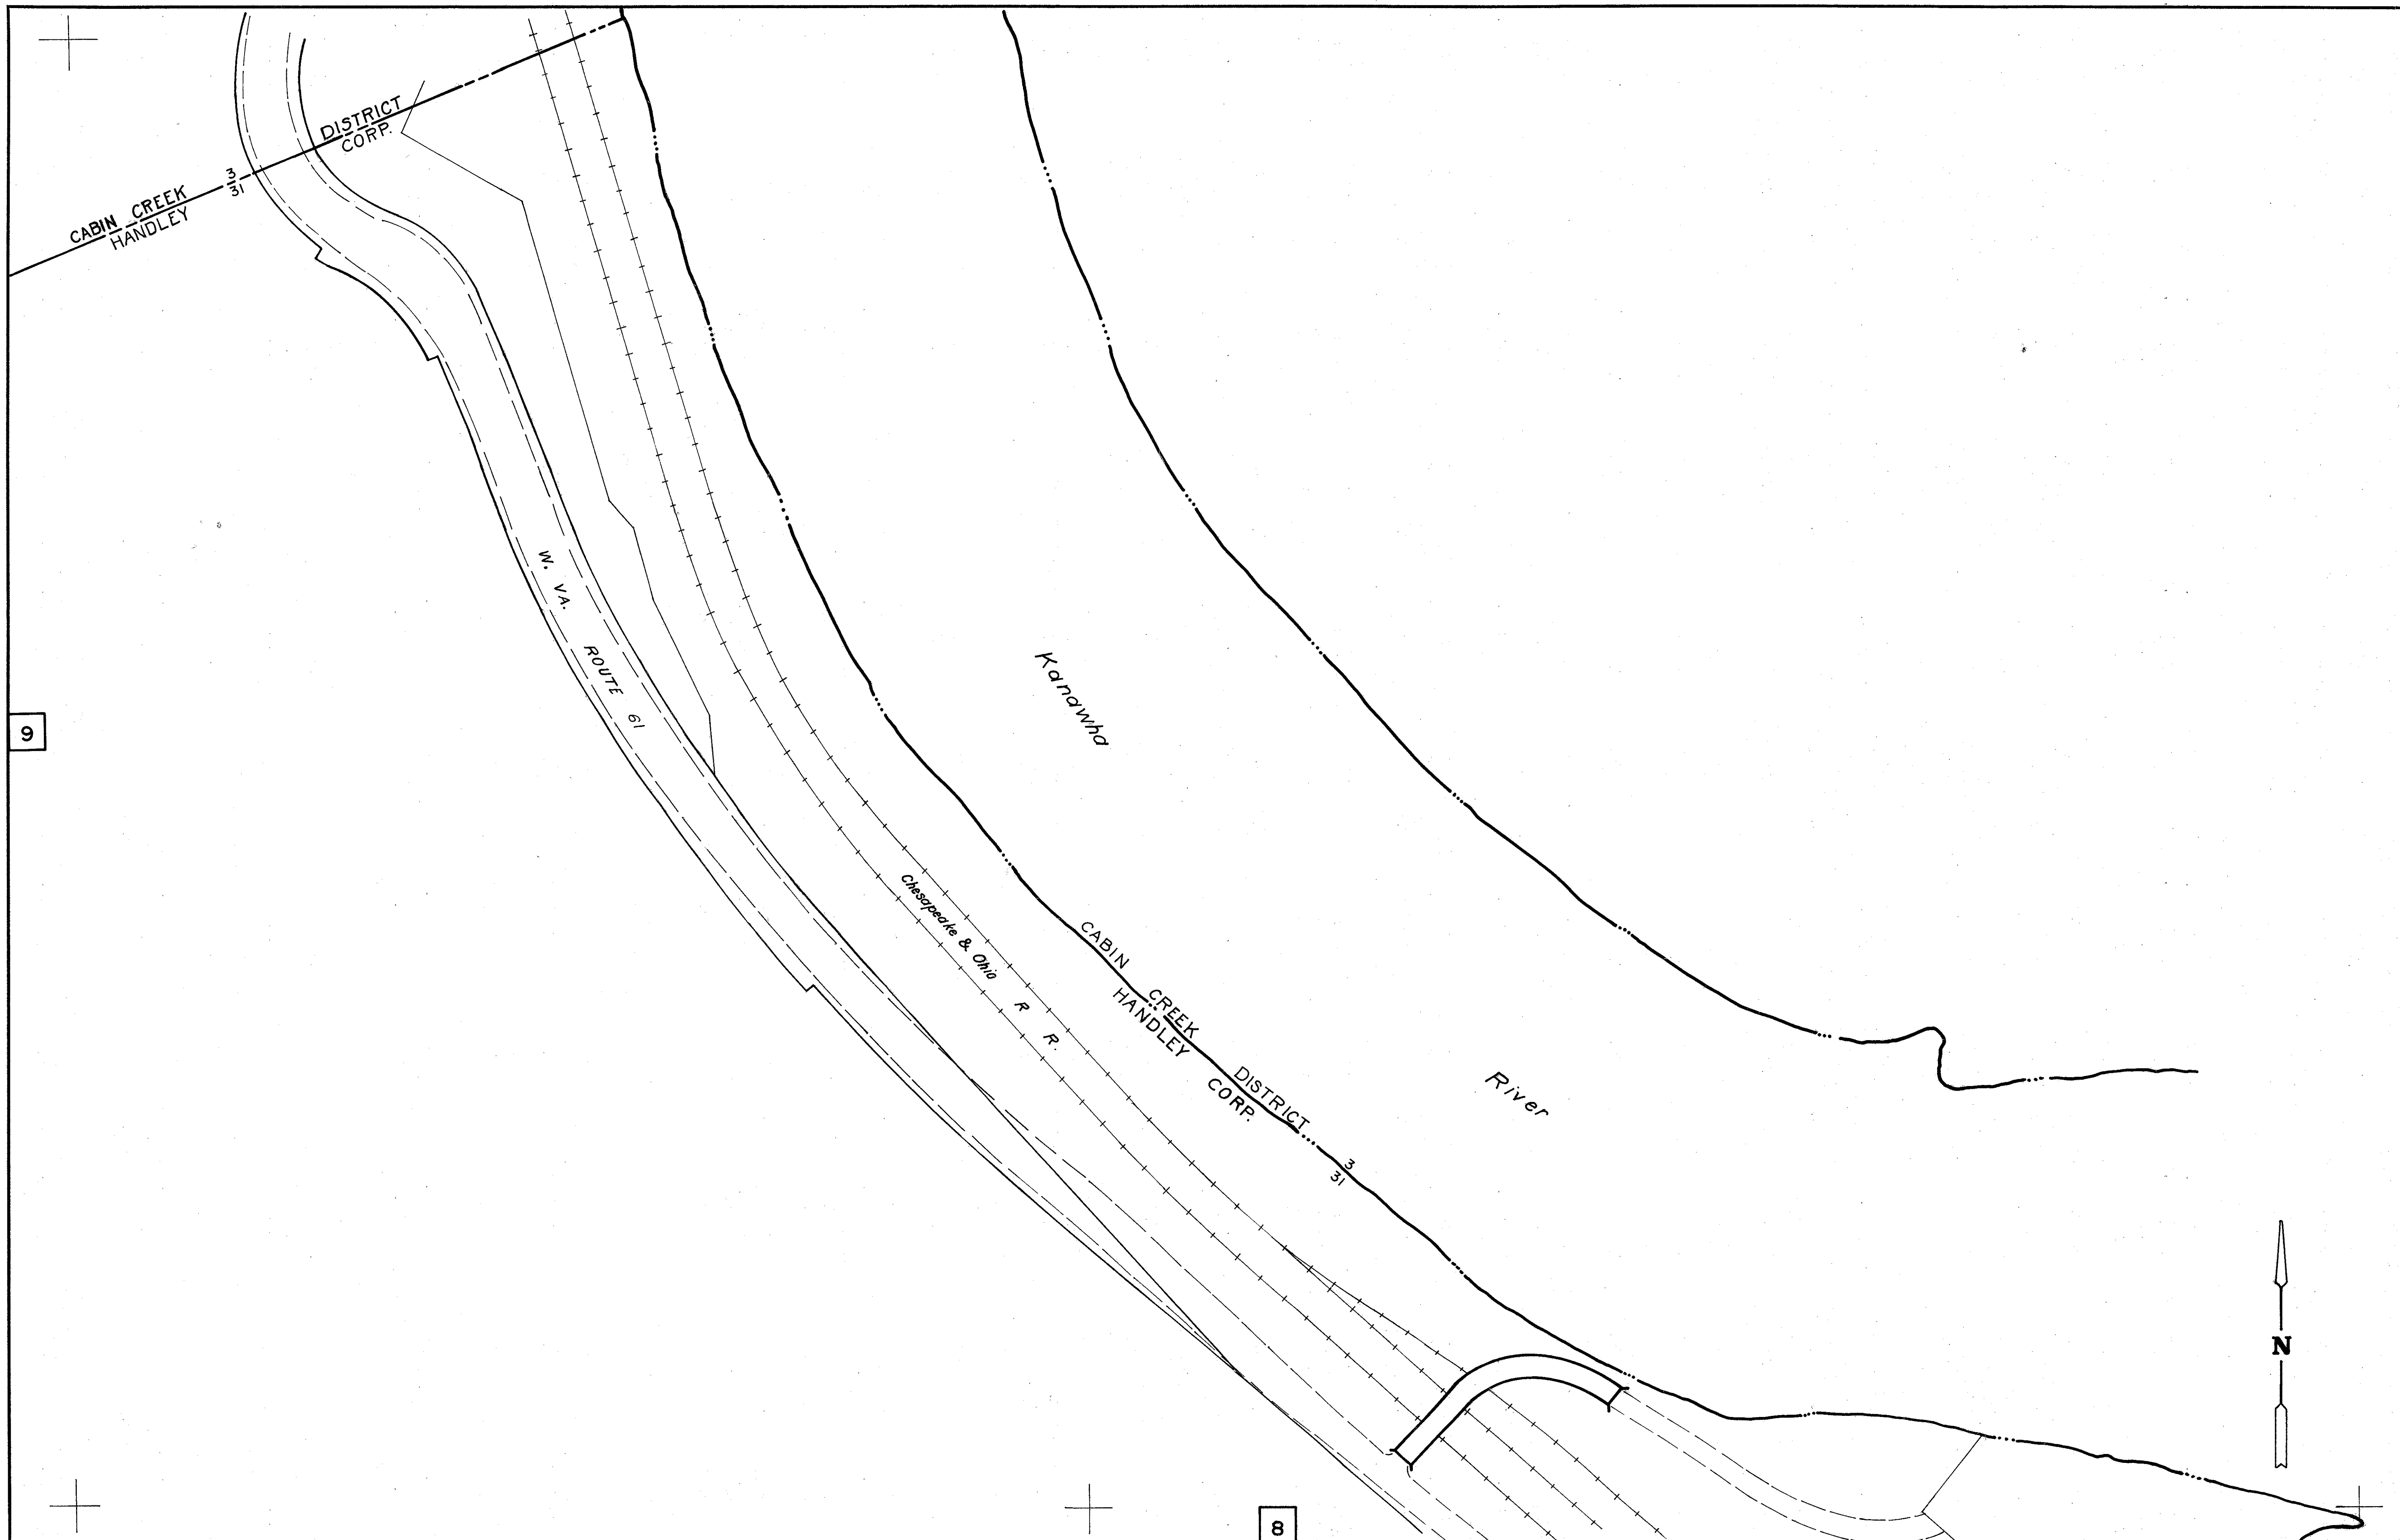 DISTRICT
CORP.
3
31
CABIN CREEK
HANDLEY
W. VA. ROUTE 61
Kanawha
9
Chesapeake & Ohio R R.
CABIN CREEK DISTRICT
HANDLEY CORP.
River
3
31
N
8